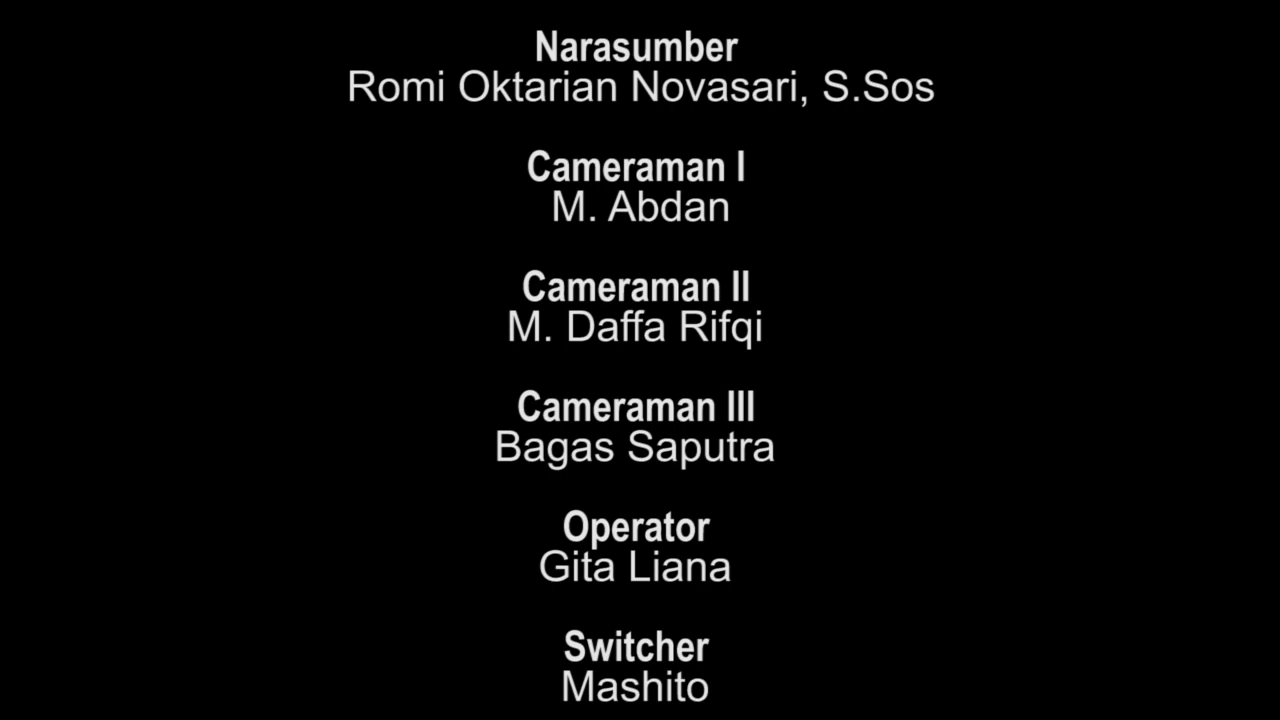 Narasumber
Romi Oktarian Novasari, S.Sos
Cameraman I
M. Abdan
Cameraman II
M. Daffa Rifqi
Cameraman III
Bagas Saputra
Operator
Gita Liana
Switcher
Mashito